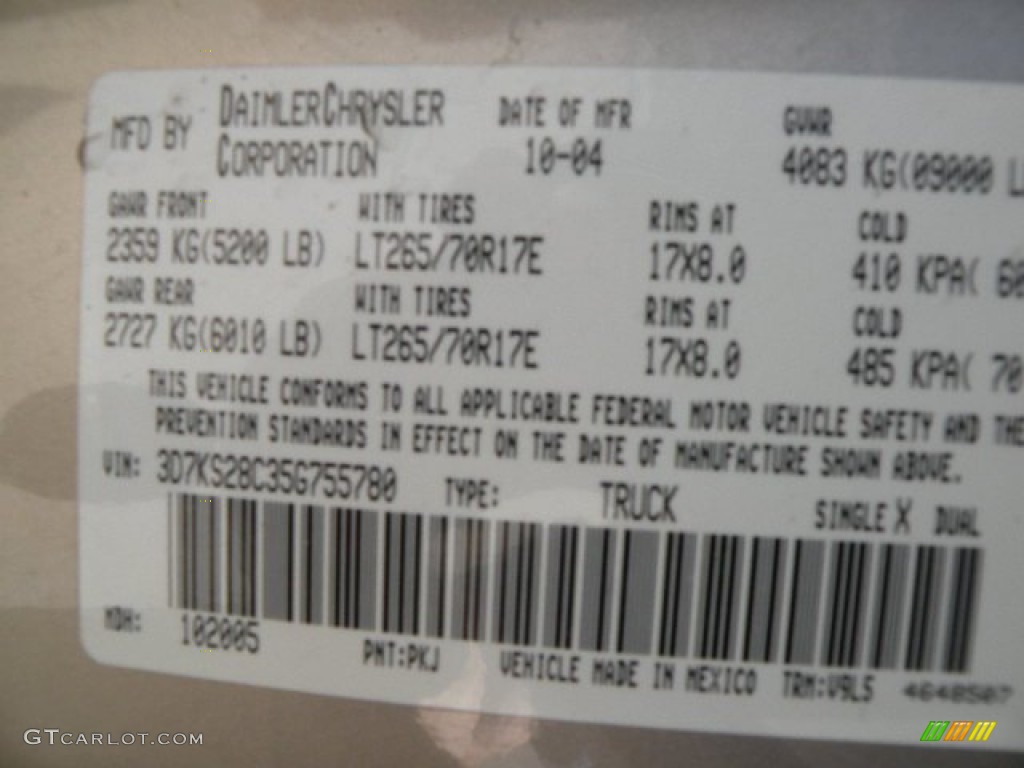 MFD BY DAIMLERCHRYSLER CORPORATION DATE OF MFR 10-04 GVWR 4083 KG(09000 L
GAWR FRONT WITH TIRES RIMS AT COLD
2359 KG(5200 LB) LT265/70R17E 17X8.0 410 KPA( 60
GAWR REAR WITH TIRES RIMS AT COLD
2727 KG(6010 LB) LT265/70R17E 17X8.0 485 KPA( 70
THIS VEHICLE CONFORMS TO ALL APPLICABLE FEDERAL MOTOR VEHICLE SAFETY AND THE
PREVENTION STANDARDS IN EFFECT ON THE DATE OF MANUFACTURE SHOWN ABOVE.
VIN: 3D7KS28C35G755780 TYPE: TRUCK SINGLE X DUAL
MDH: 102005 PNT:PKJ VEHICLE MADE IN MEXICO TRM:V9L5 4648507
GTCARLOT.COM